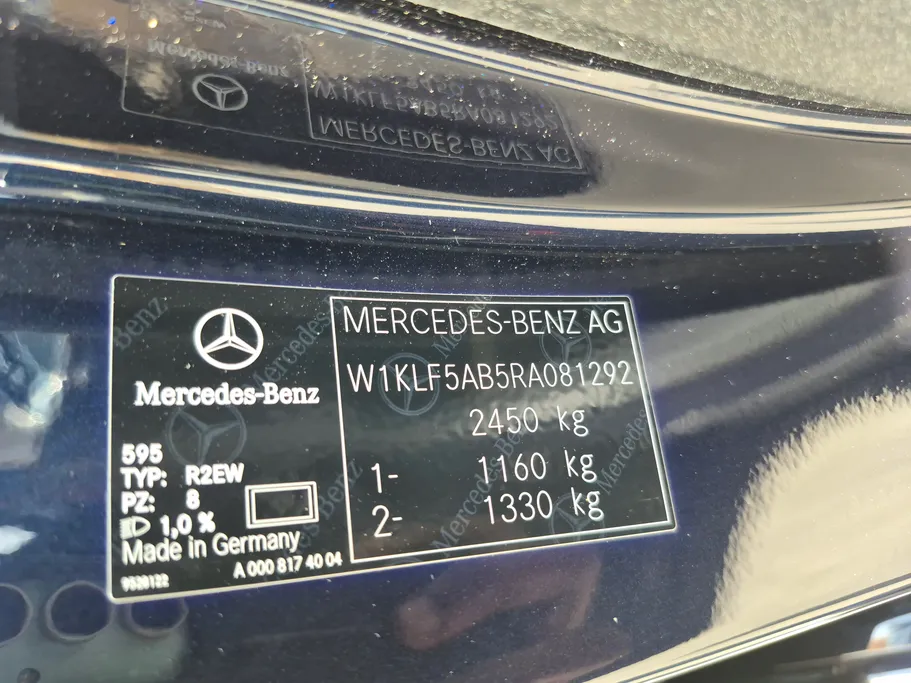 Mercedes-Benz
595
TYP: R2EW
PZ: 8
1,0 %
Made in Germany
A 000 817 40 04
9528122
MERCEDES-BENZ AG
W1KLF5AB5RA081292
2450 kg
1- 1160 kg
2- 1330 kg